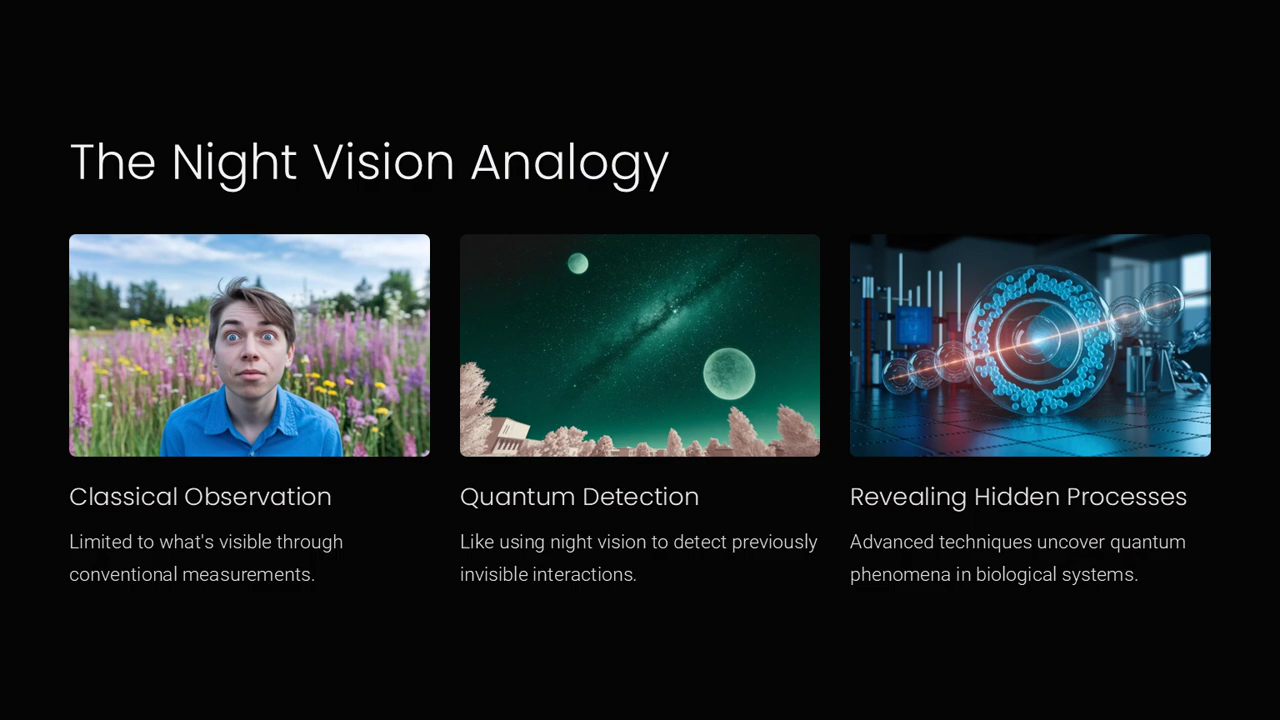 The Night Vision Analogy
Classical Observation
Limited to what's visible through
conventional measurements.
Quantum Detection
Like using night vision to detect previously
invisible interactions.
Revealing Hidden Processes
Advanced techniques uncover quantum
phenomena in biological systems.